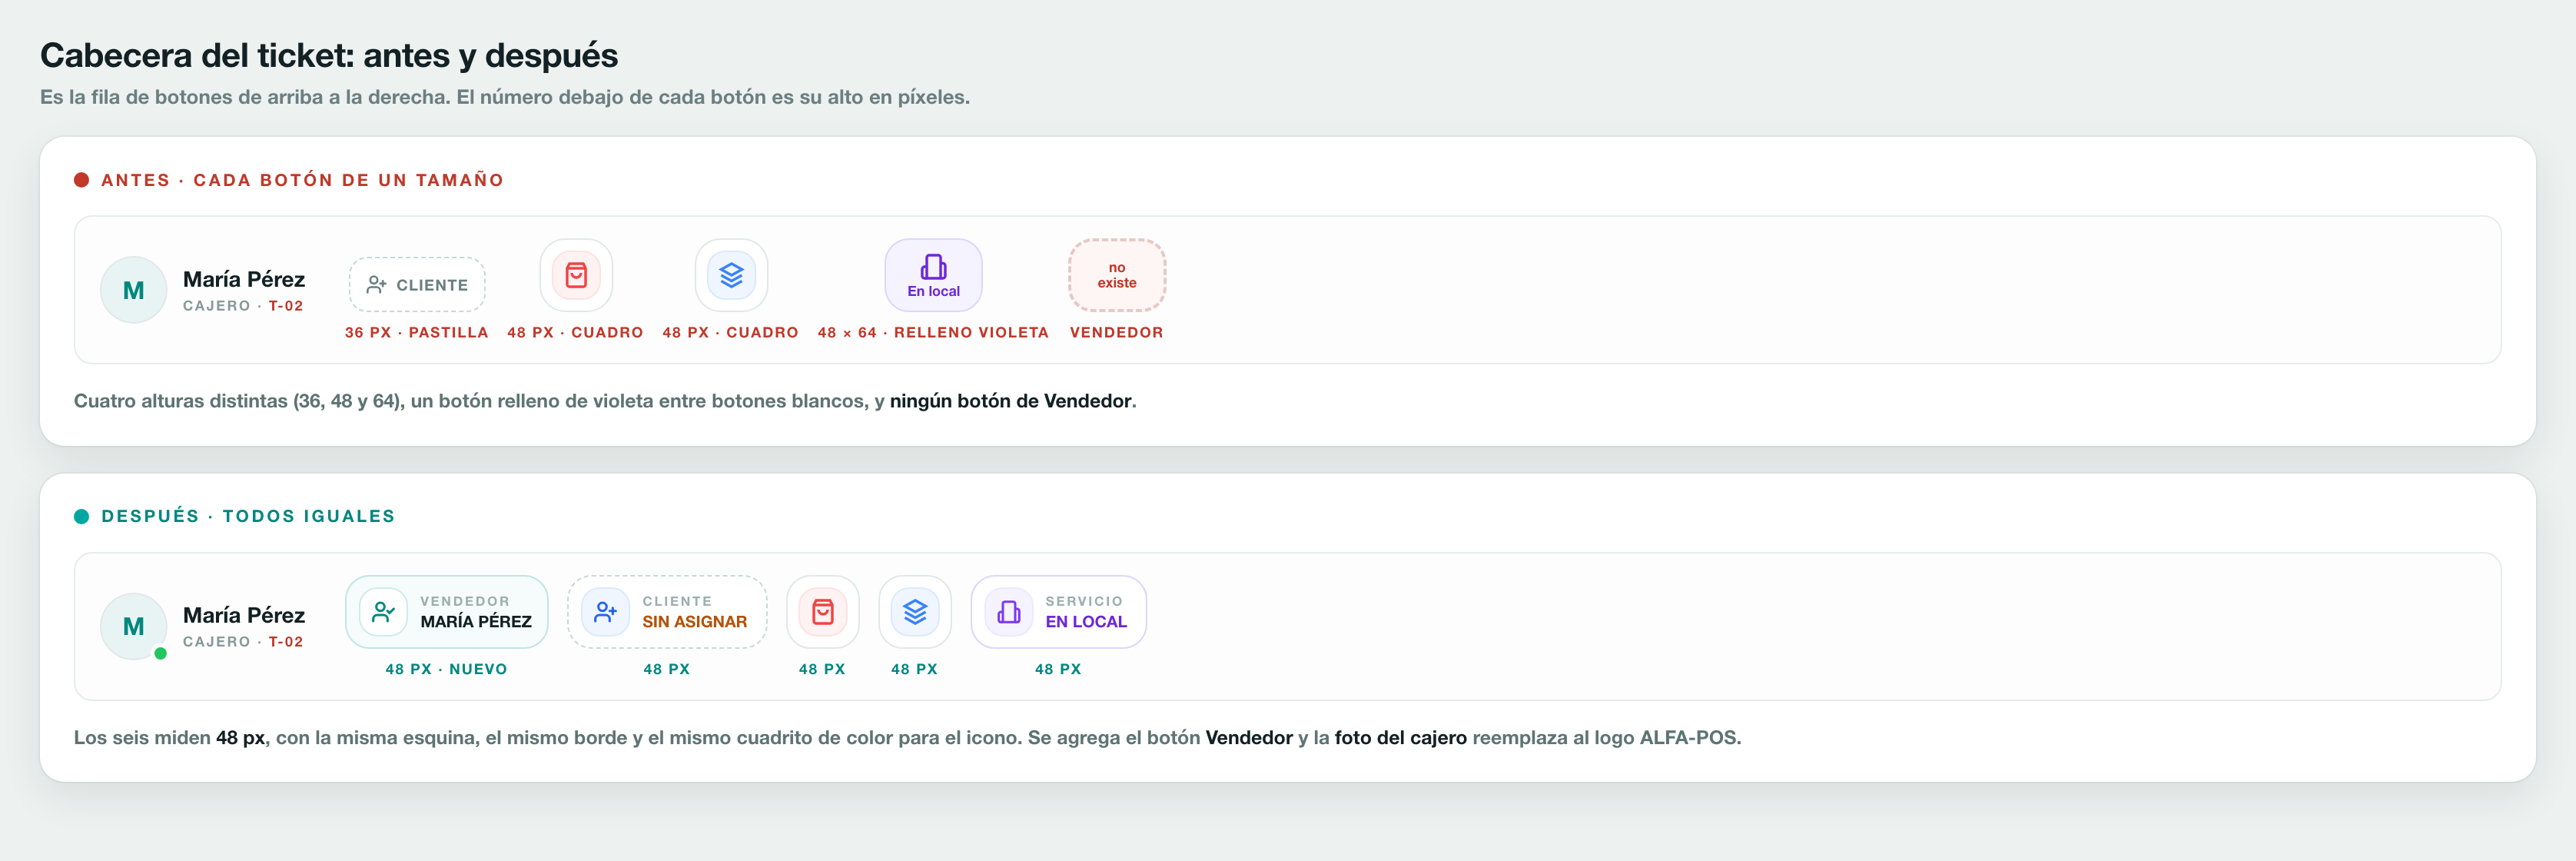 Cabecera del ticket: antes y después
Es la fila de botones de arriba a la derecha. El número debajo de cada botón es su alto en píxeles.
ANTES · CADA BOTÓN DE UN TAMAÑO
M
María Pérez
CAJERO · T-02
CLIENTE
36 PX · PASTILLA
48 PX · CUADRO
48 PX · CUADRO
En local
48 × 64 · RELLENO VIOLETA
no
existe
VENDEDOR
Cuatro alturas distintas (36, 48 y 64), un botón relleno de violeta entre botones blancos, y ningún botón de Vendedor.
DESPUÉS · TODOS IGUALES
M
María Pérez
CAJERO · T-02
VENDEDOR
MARÍA PÉREZ
48 PX · NUEVO
CLIENTE
SIN ASIGNAR
48 PX
48 PX
48 PX
SERVICIO
EN LOCAL
48 PX
Los seis miden 48 px, con la misma esquina, el mismo borde y el mismo cuadrito de color para el icono. Se agrega el botón Vendedor y la foto del cajero reemplaza al logo ALFA-POS.